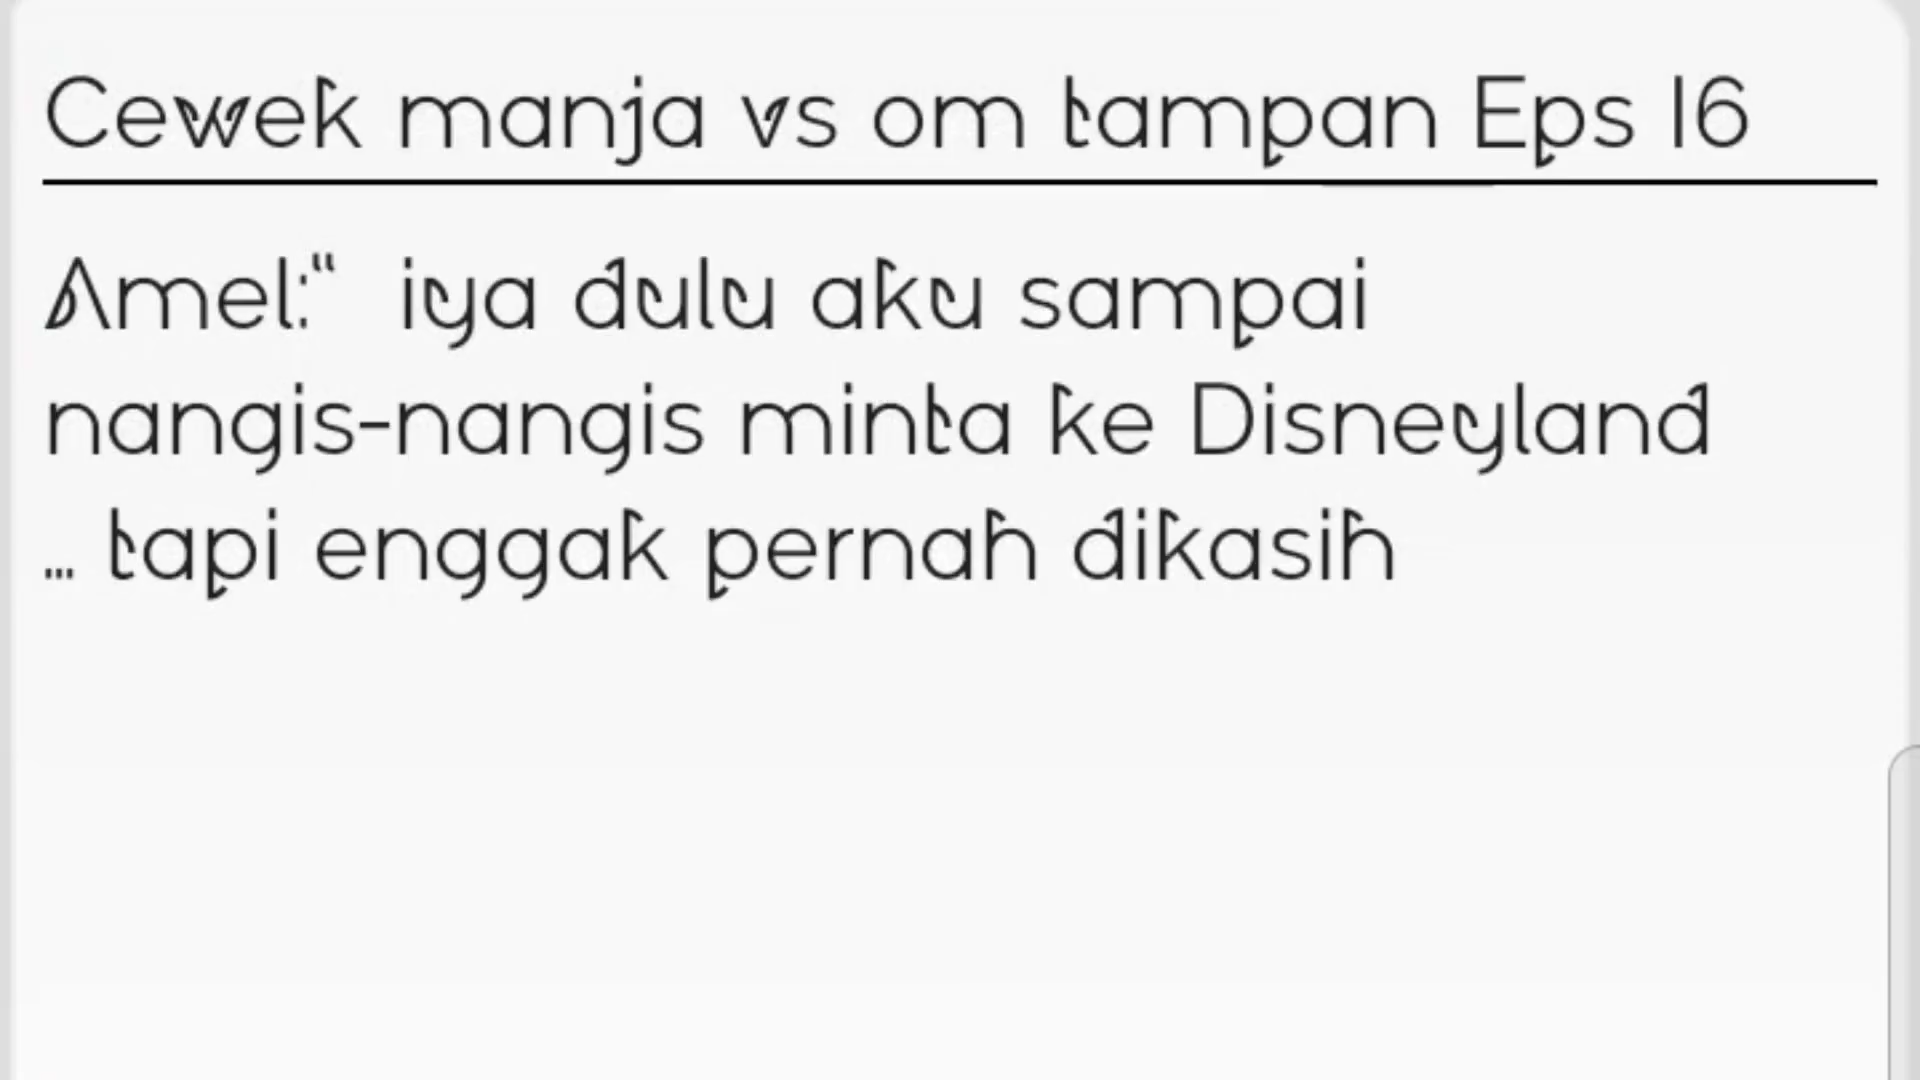 Cewek manja vs om tampan Eps 16
Amel:“  iya dulu aku sampai
nangis-nangis minta ke Disneyland
... tapi enggak pernah dikasih